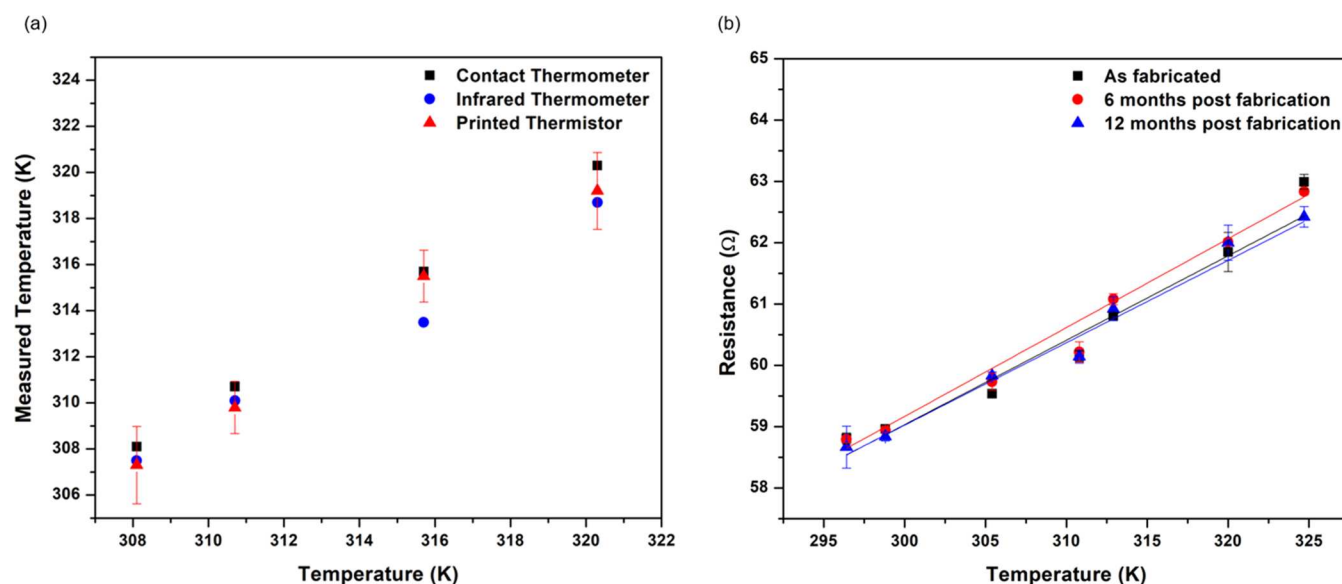 (a)
324
322
320
318
316
314
312
310
308
306
Measured Temperature (K)
Contact Thermometer
Infrared Thermometer
Printed Thermistor
308 310 312 314 316 318 320 322
Temperature (K)
(b)
65
64
63
62
61
60
59
58
Resistance (Ω)
As fabricated
6 months post fabrication
12 months post fabrication
295 300 305 310 315 320 325
Temperature (K)